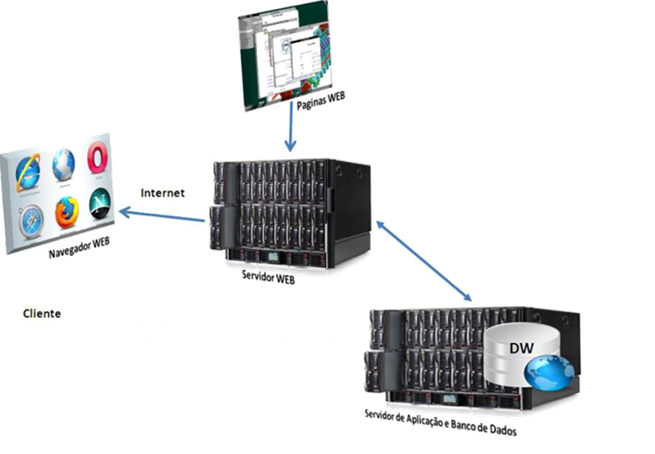 Paginas WEB
Internet
Navegador WEB
Servidor WEB
Cliente
DW
Servidor de Aplicação e Banco de Dados